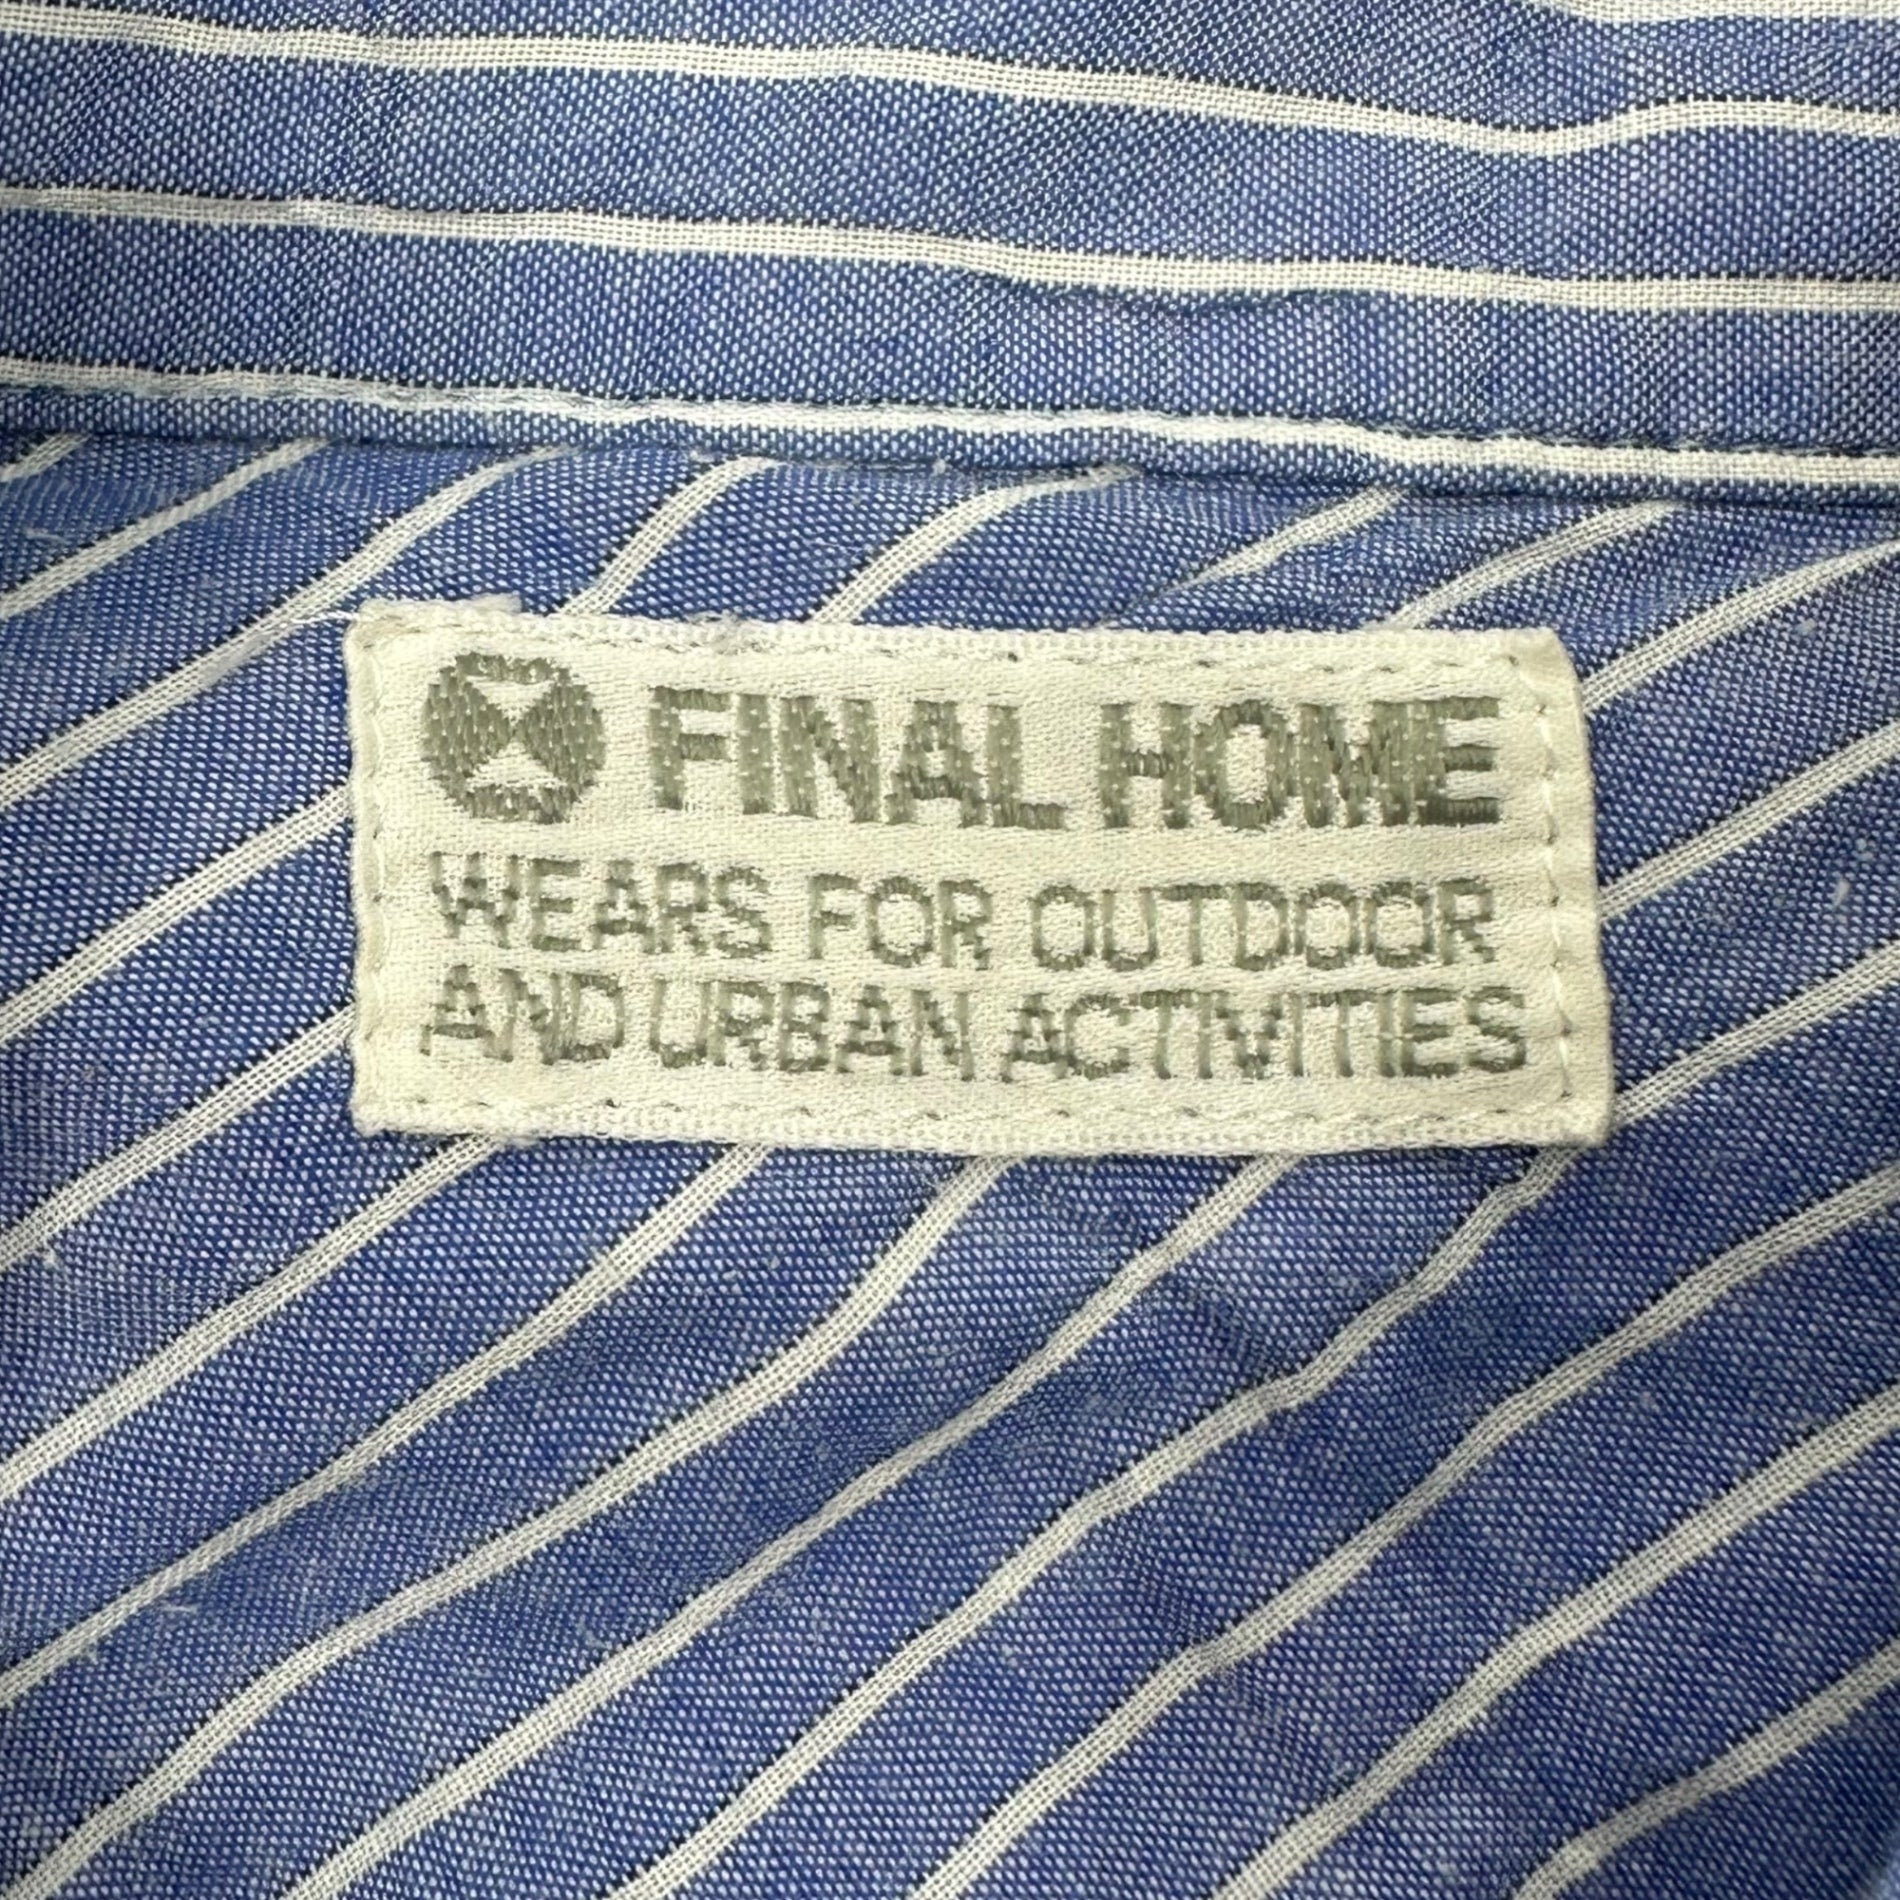 FINAL HOME
WEARS FOR OUTDOOR
AND URBAN ACTIVITIES